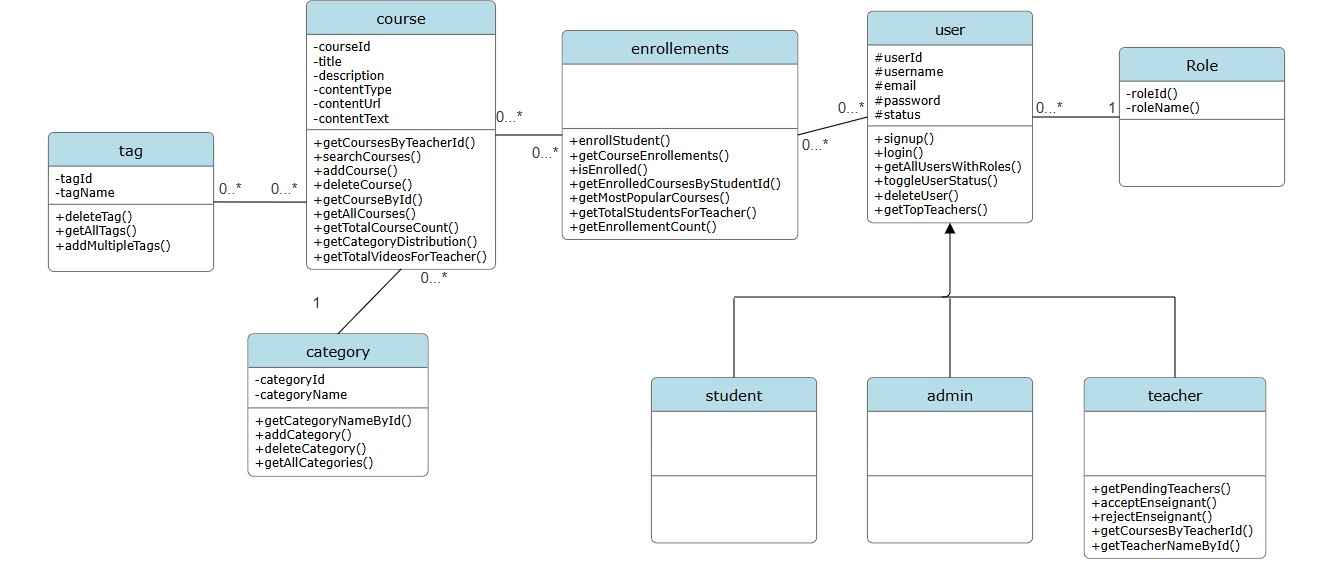 course
-courseId
-title
-description
-contentType
-contentUrl
-contentText
+getCoursesByTeacherId()
+searchCourses()
+addCourse()
+deleteCourse()
+getCourseById()
+getAllCourses()
+getTotalCourseCount()
+getCategoryDistribution()
+getTotalVideosForTeacher()
enrollements
+enrollStudent()
+getCourseEnrollements()
+isEnrolled()
+getEnrolledCoursesByStudentId()
+getMostPopularCourses()
+getTotalStudentsForTeacher()
+getEnrollementCount()
user
#userId
#username
#email
#password
#status
+signup()
+login()
+getAllUsersWithRoles()
+toggleUserStatus()
+deleteUser()
+getTopTeachers()
Role
-roleId()
-roleName()
0...*
0...*
0...*
0...*
0...*
1
tag
-tagId
-tagName
+deleteTag()
+getAllTags()
+addMultipleTags()
0..*
0...*
0...*
1
category
-categoryId
-categoryName
+getCategoryNameById()
+addCategory()
+deleteCategory()
+getAllCategories()
student
admin
teacher
+getPendingTeachers()
+acceptEnseignant()
+rejectEnseignant()
+getCoursesByTeacherId()
+getTeacherNameById()